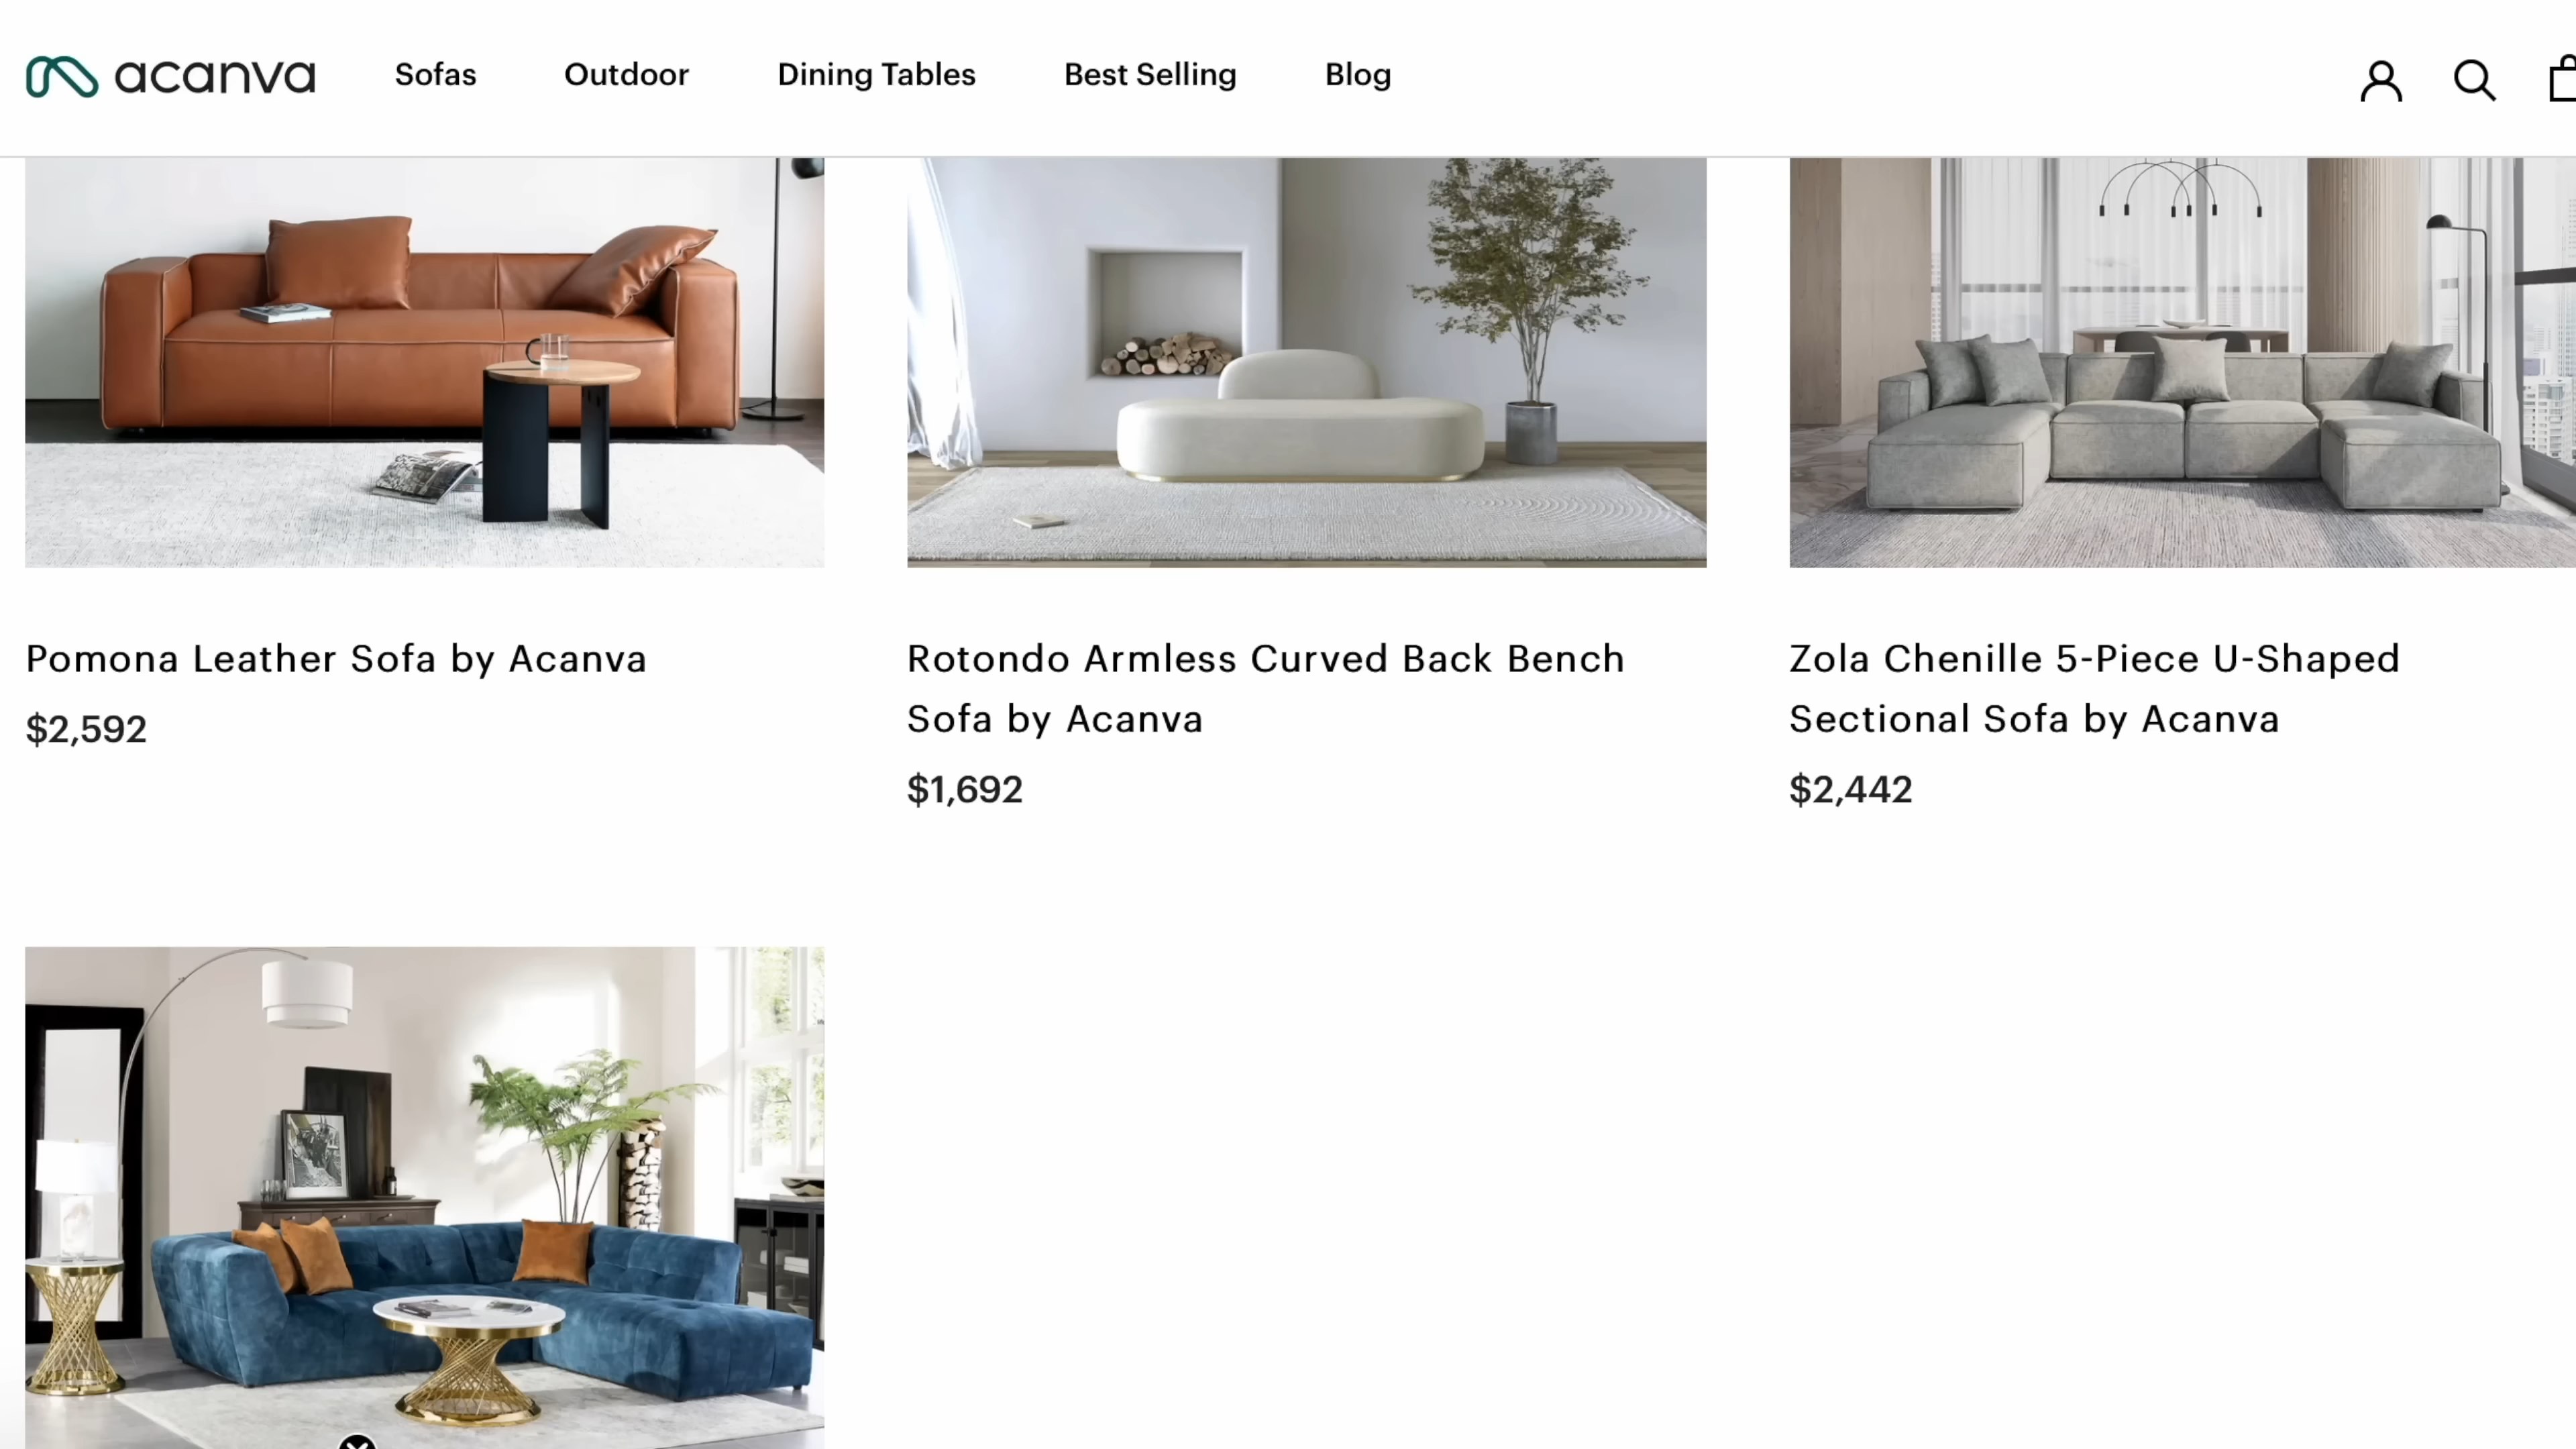 acanva
Sofas
Outdoor
Dining Tables
Best Selling
Blog
Pomona Leather Sofa by Acanva
$2,592
Rotondo Armless Curved Back Bench
Sofa by Acanva
$1,692
Zola Chenille 5-Piece U-Shaped
Sectional Sofa by Acanva
$2,442